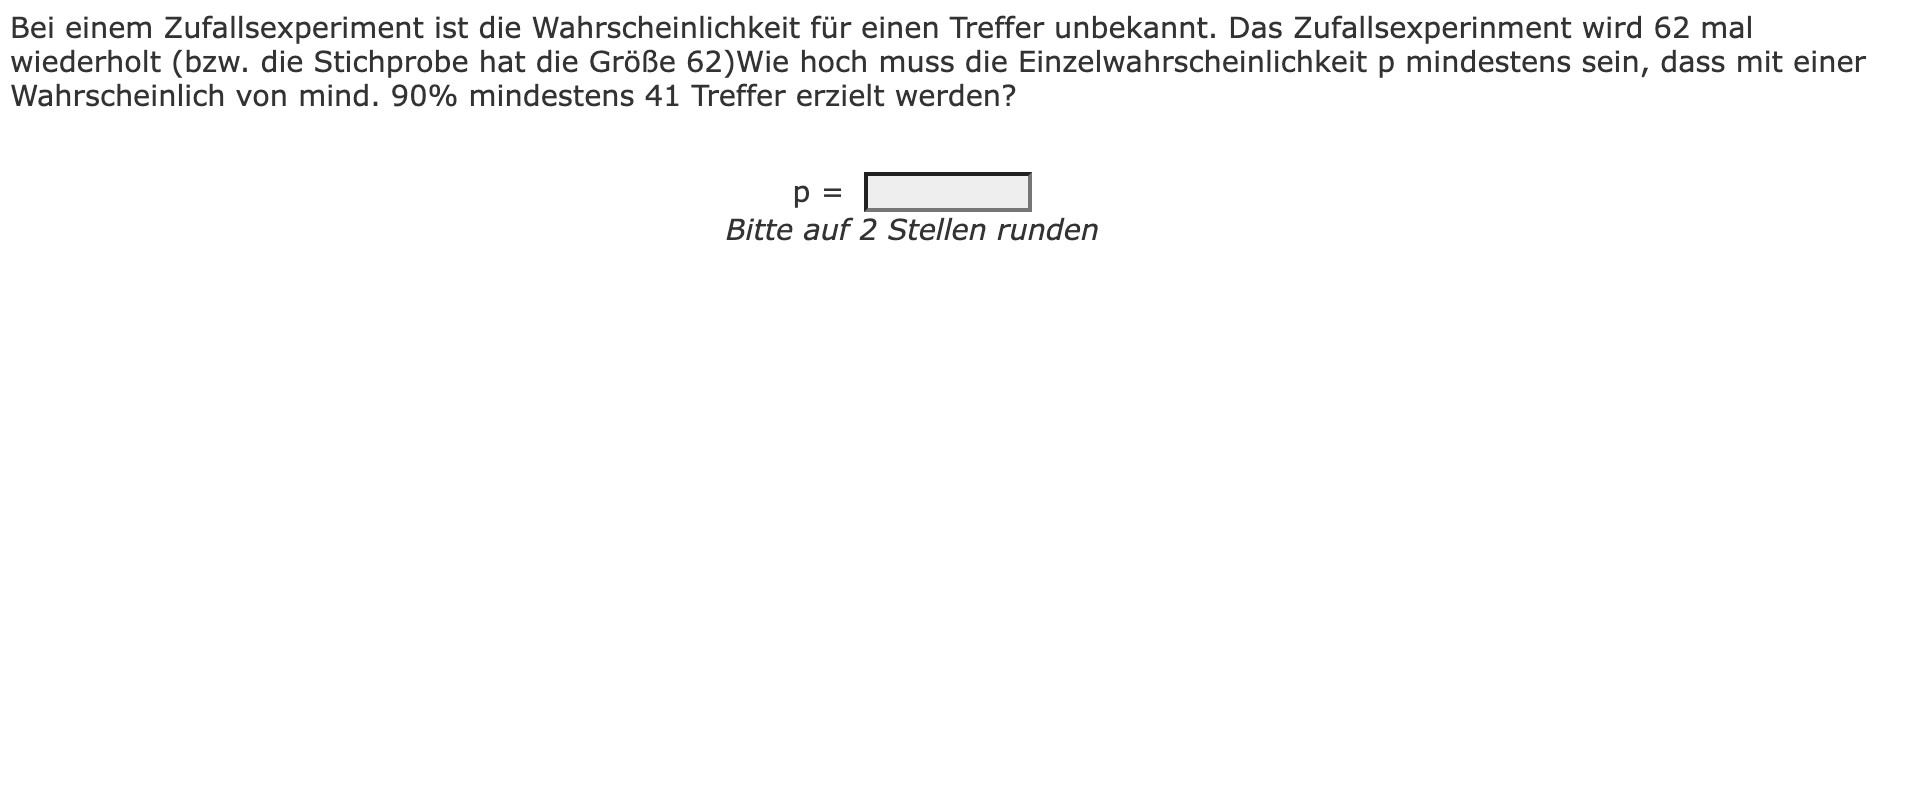 Bei einem Zufallsexperiment ist die Wahrscheinlichkeit für einen Treffer unbekannt. Das Zufallsexperinment wird 62 mal
wiederholt (bzw. die Stichprobe hat die Größe 62)Wie hoch muss die Einzelwahrscheinlichkeit p mindestens sein, dass mit einer
Wahrscheinlich von mind. 90% mindestens 41 Treffer erzielt werden?
p =
Bitte auf 2 Stellen runden